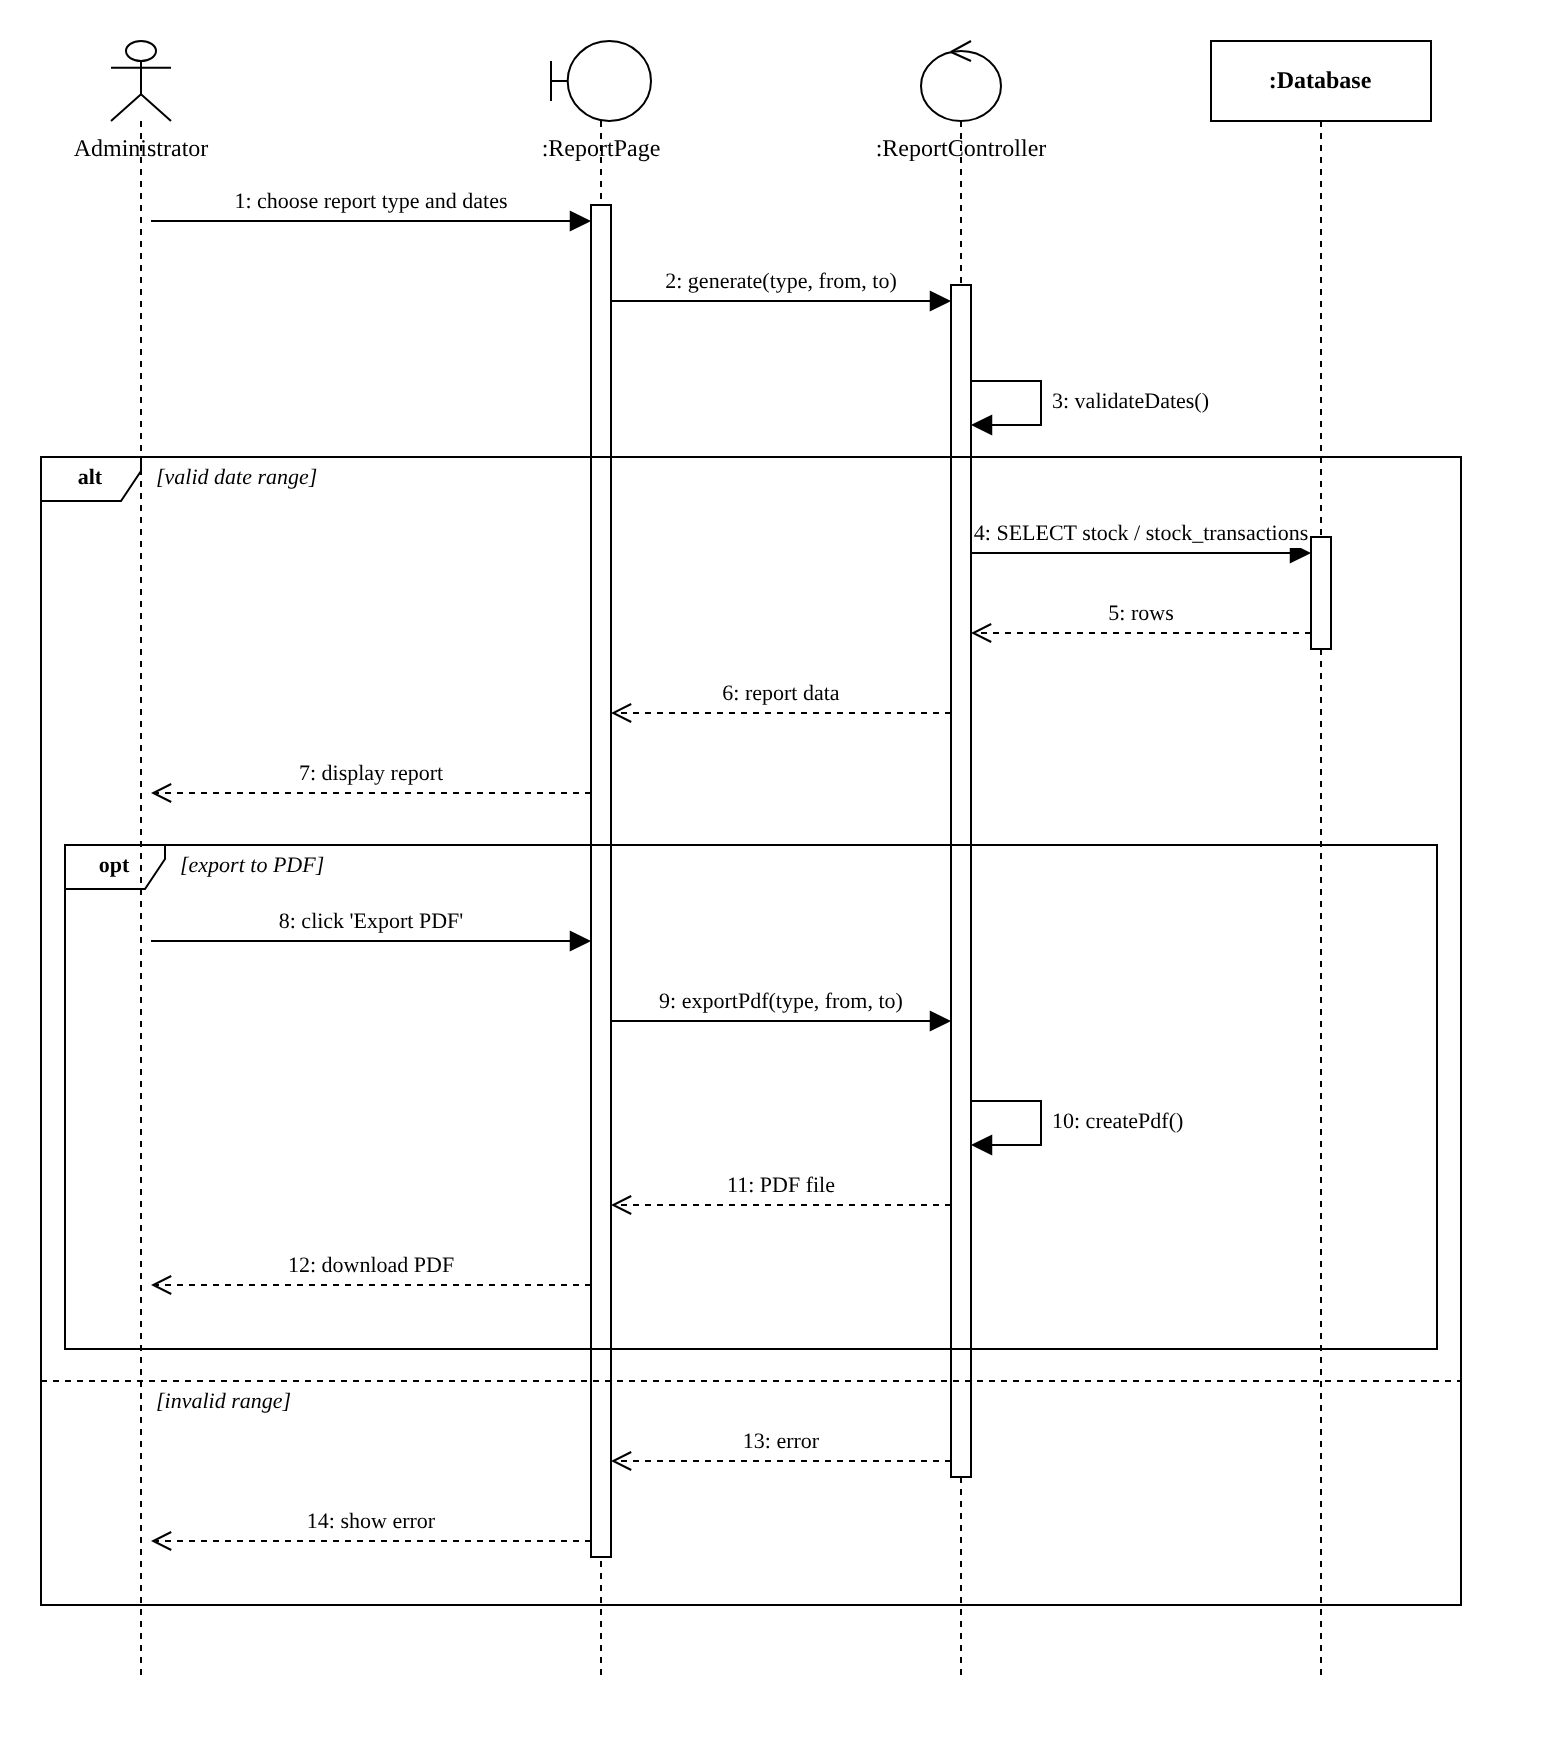 Administrator
:ReportPage
:ReportController
:Database
1: choose report type and dates
2: generate(type, from, to)
3: validateDates()
alt
[valid date range]
4: SELECT stock / stock_transactions
5: rows
6: report data
7: display report
opt
[export to PDF]
8: click 'Export PDF'
9: exportPdf(type, from, to)
10: createPdf()
11: PDF file
12: download PDF
[invalid range]
13: error
14: show error